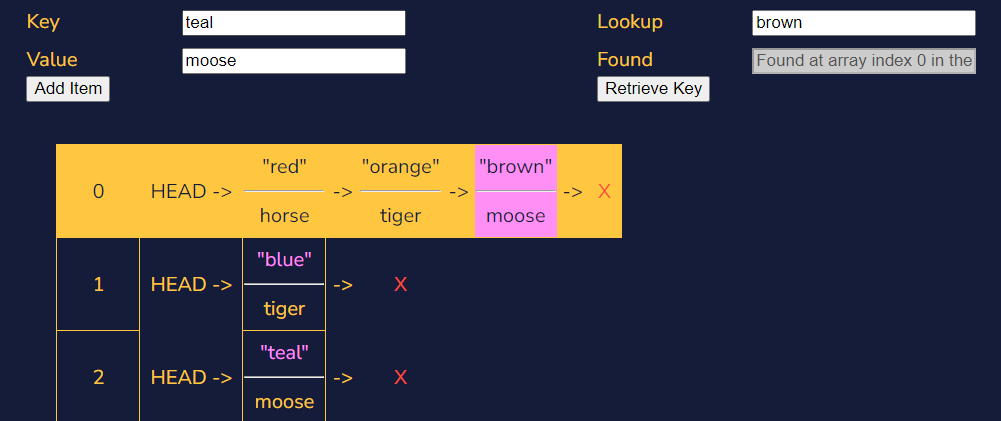 Key teal Lookup brown
Value moose Found Found at array index 0 in the
Add Item Retrieve Key
"red" "orange" "brown"
0 HEAD -> -> -> -> X
horse tiger moose
"blue"
1 HEAD -> -> X
tiger
"teal"
2 HEAD -> -> X
moose